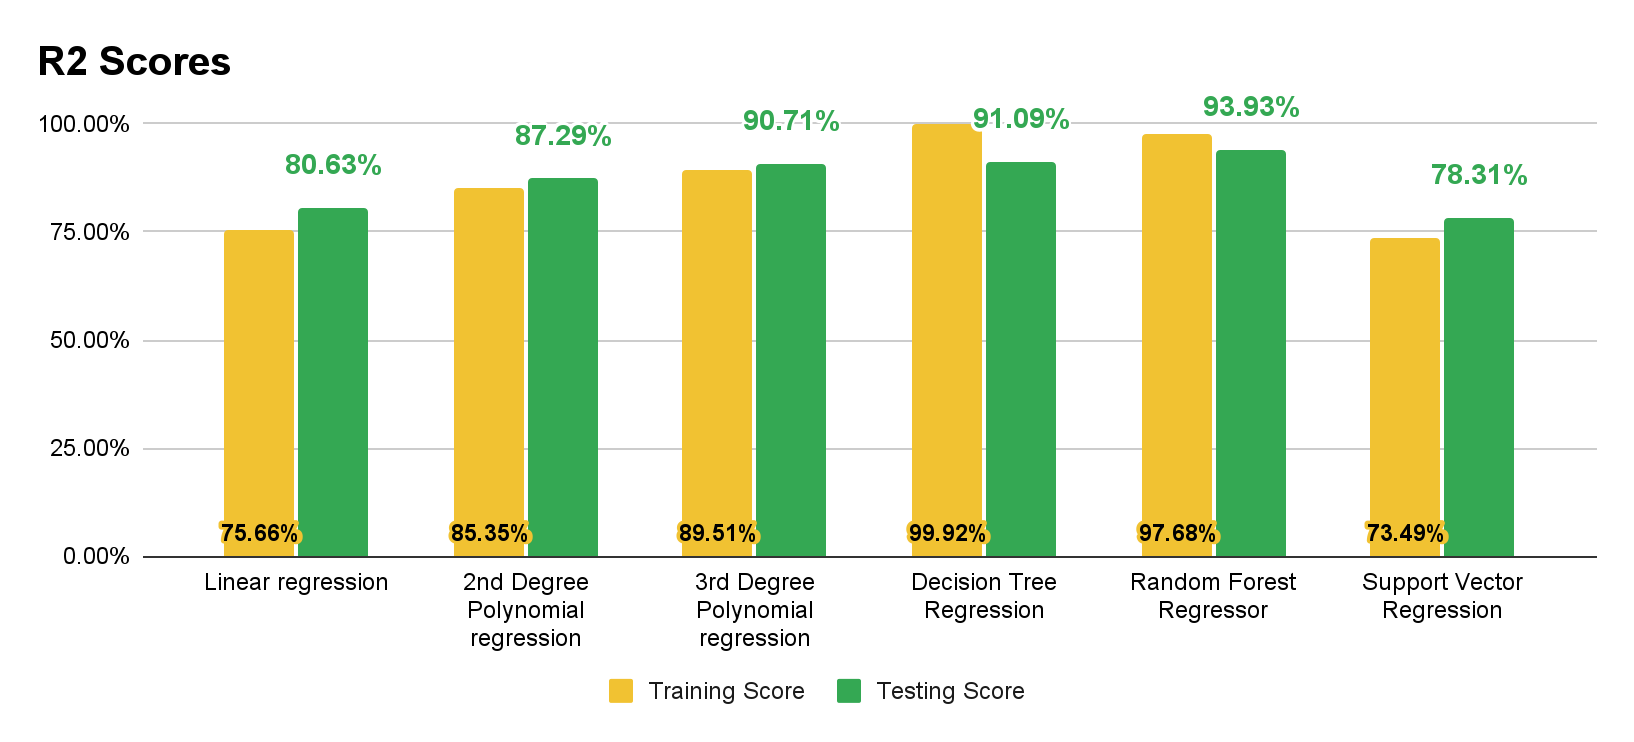 R2 Scores
100.00%
75.00%
50.00%
25.00%
0.00%
80.63%
87.29%
90.71%
91.09%
93.93%
78.31%
75.66%
85.35%
89.51%
99.92%
97.68%
73.49%
Linear regression
2nd Degree
Polynomial
regression
3rd Degree
Polynomial
regression
Decision Tree
Regression
Random Forest
Regressor
Support Vector
Regression
Training Score
Testing Score